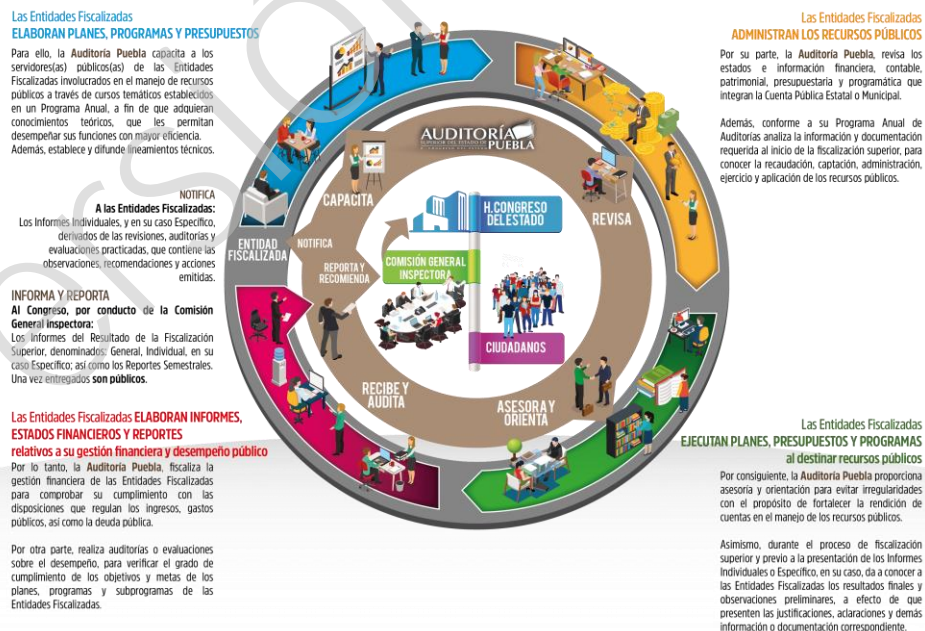 Las Entidades Fiscalizadas
ELABORAN PLANES, PROGRAMAS Y PRESUPUESTOS
Para ello, la Auditoría Puebla capacita a los
servidores(as) públicos(as) de las Entidades
Fiscalizadas involucrados en el manejo de recursos
públicos a través de cursos temáticos establecidos
en un Programa Anual, a fin de que adquieran
conocimientos teóricos, que les permitan
desempeñar sus funciones con mayor eficiencia.
Además, establece y difunde lineamientos técnicos.
NOTIFICA
A las Entidades Fiscalizadas:
Los Informes Individuales, y en su caso Específico,
derivados de las revisiones, auditorías y
evaluaciones practicadas, que contiene las
observaciones, recomendaciones y acciones
emitidas.
INFORMA Y REPORTA
Al Congreso, por conducto de la Comisión
General inspectora:
Los Informes del Resultado de la Fiscalización
Superior, denominados: General, Individual, en su
caso Específico; así como los Reportes Semestrales.
Una vez entregados son públicos.
Las Entidades Fiscalizadas ELABORAN INFORMES,
ESTADOS FINANCIEROS Y REPORTES
relativos a su gestión financiera y desempeño público
Por lo tanto, la Auditoría Puebla, fiscaliza la
gestión financiera de las Entidades Fiscalizadas
para comprobar su cumplimiento con las
disposiciones que regulan los ingresos, gastos
públicos, así como la deuda pública.
Por otra parte, realiza auditorías o evaluaciones
sobre el desempeño, para verificar el grado de
cumplimiento de los objetivos y metas de los
planes, programas y subprogramas de las
Entidades Fiscalizadas.
AUDITORÍA
SUPERIOR DEL ESTADO DE
PUEBLA
CAPACITA
REVISA
H. CONGRESO
DEL ESTADO
ENTIDAD
FISCALIZADA
NOTIFICA
REPORTA Y
RECOMIENDA
COMISIÓN GENERAL
INSPECTORA
CIUDADANOS
RECIBE Y
AUDITA
ASESORA Y
ORIENTA
Las Entidades Fiscalizadas
ADMINISTRAN LOS RECURSOS PÚBLICOS
Por su parte, la Auditoría Puebla, revisa los
estados e información financiera, contable,
patrimonial, presupuestaria y programática que
integran la Cuenta Pública Estatal o Municipal.
Además, conforme a su Programa Anual de
Auditorías analiza la información y documentación
requerida al inicio de la fiscalización superior, para
conocer la recaudación, captación, administración,
ejercicio y aplicación de los recursos públicos.
Las Entidades Fiscalizadas
EJECUTAN PLANES, PRESUPUESTOS Y PROGRAMAS
al destinar recursos públicos
Por consiguiente, la Auditoría Puebla proporciona
asesoría y orientación para evitar irregularidades
con el propósito de fortalecer la rendición de
cuentas en el manejo de los recursos públicos.
Asimismo, durante el proceso de fiscalización
superior y previo a la presentación de los Informes
Individuales o Específico, en su caso, da a conocer a
las Entidades Fiscalizadas los resultados finales y
observaciones preliminares, a efecto de que
presenten las justificaciones, aclaraciones y demás
información o documentación correspondiente.